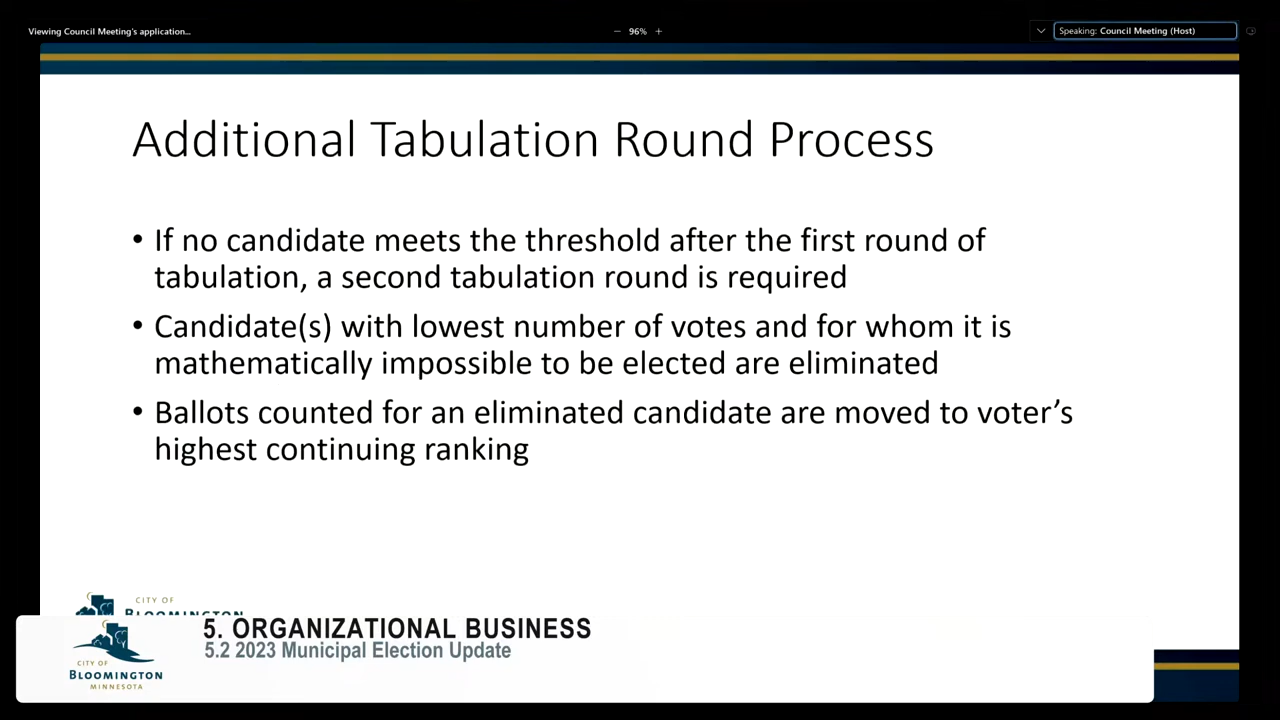 Viewing Council Meeting's application...
96%
Speaking: Council Meeting (Host)
Additional Tabulation Round Process
• If no candidate meets the threshold after the first round of
tabulation, a second tabulation round is required
• Candidate(s) with lowest number of votes and for whom it is
mathematically impossible to be elected are eliminated
• Ballots counted for an eliminated candidate are moved to voter's
highest continuing ranking
CITY OF
BLOOMINGTON
5. ORGANIZATIONAL BUSINESS
5.2 2023 Municipal Election Update
CITY OF
BLOOMINGTON
MINNESOTA